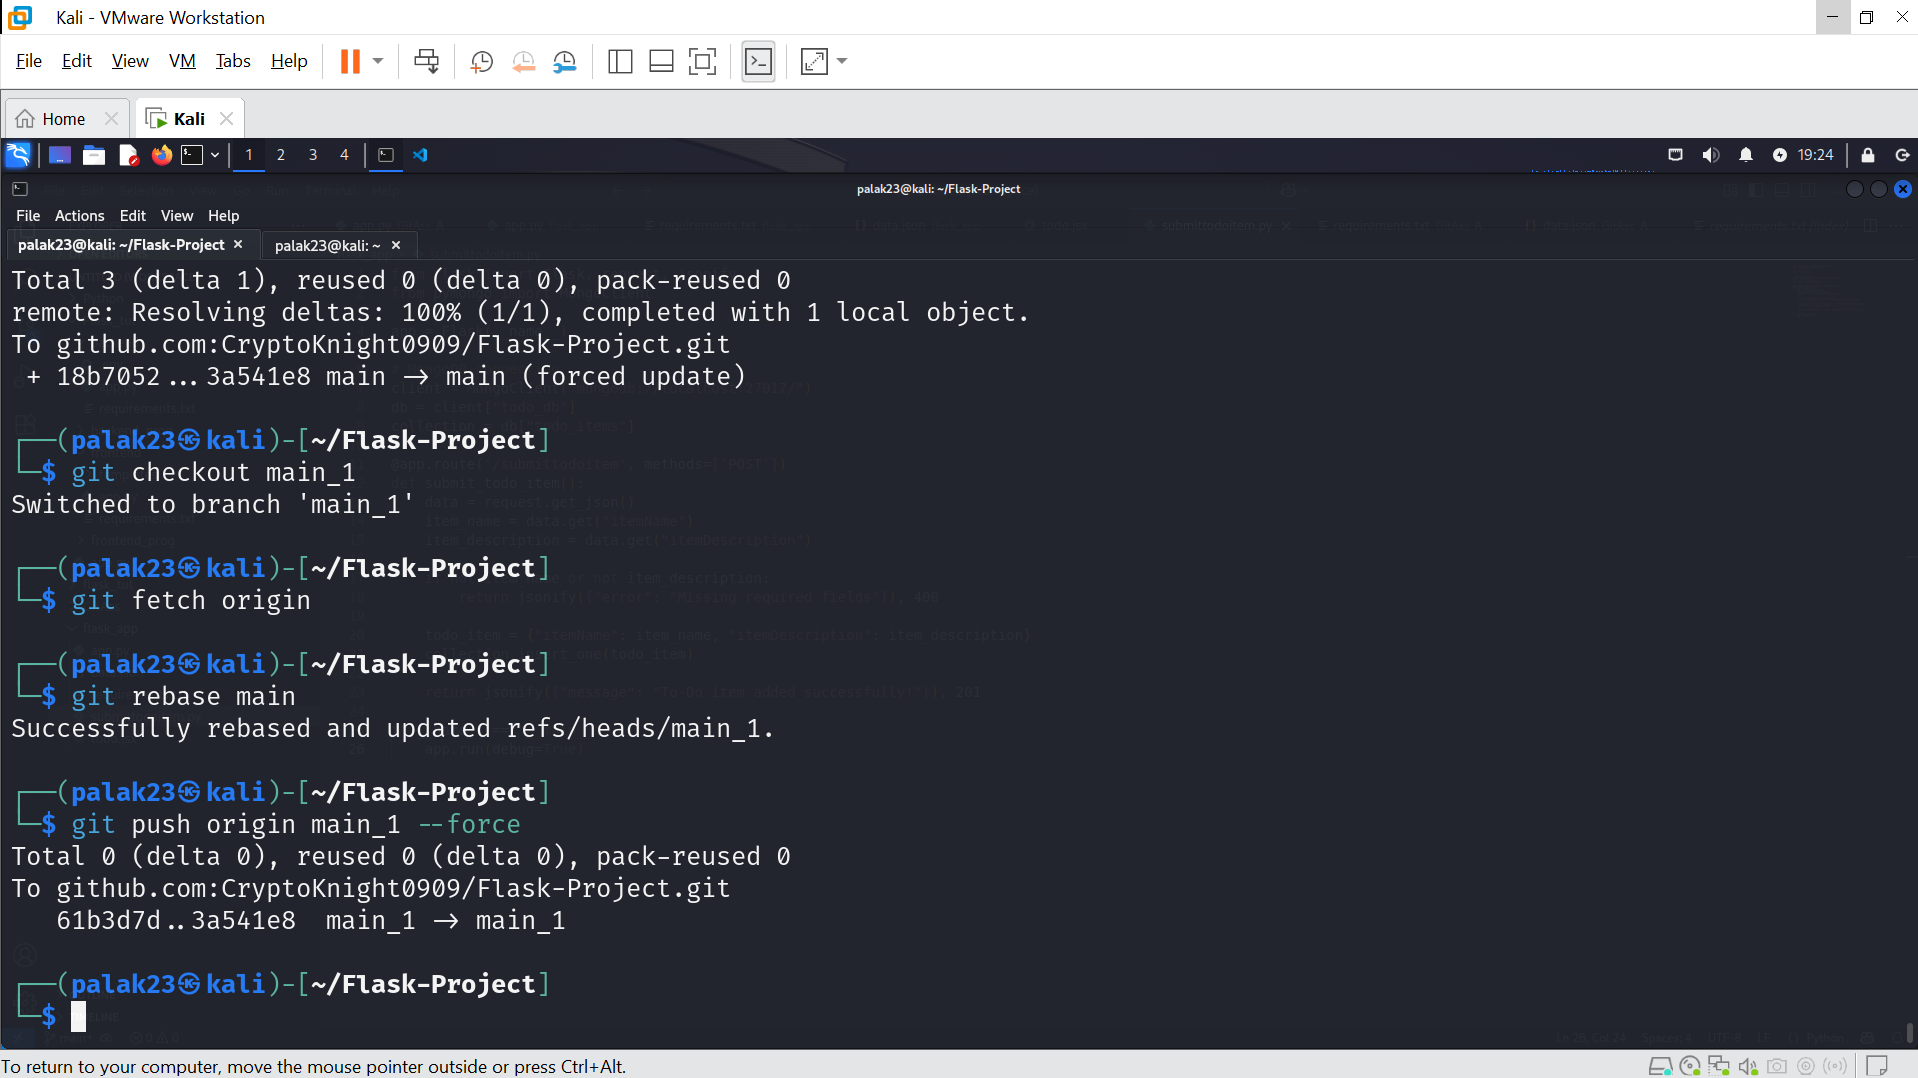 Kali - VMware Workstation
File Edit View VM Tabs Help
Home Kali
1 2 3 4 19:24
palak23@kali: ~/Flask-Project
File Actions Edit View Help
palak23@kali: ~/Flask-Project palak23@kali: ~
Total 3 (delta 1), reused 0 (delta 0), pack-reused 0
remote: Resolving deltas: 100% (1/1), completed with 1 local object.
To github.com:CryptoKnight0909/Flask-Project.git
 + 18b7052...3a541e8 main -> main (forced update)
┌──(palak23㉿kali)-[~/Flask-Project]
└─$ git checkout main_1
Switched to branch 'main_1'
┌──(palak23㉿kali)-[~/Flask-Project]
└─$ git fetch origin
┌──(palak23㉿kali)-[~/Flask-Project]
└─$ git rebase main
Successfully rebased and updated refs/heads/main_1.
┌──(palak23㉿kali)-[~/Flask-Project]
└─$ git push origin main_1 --force
Total 0 (delta 0), reused 0 (delta 0), pack-reused 0
To github.com:CryptoKnight0909/Flask-Project.git
   61b3d7d..3a541e8  main_1 -> main_1
┌──(palak23㉿kali)-[~/Flask-Project]
└─$
To return to your computer, move the mouse pointer outside or press Ctrl+Alt.